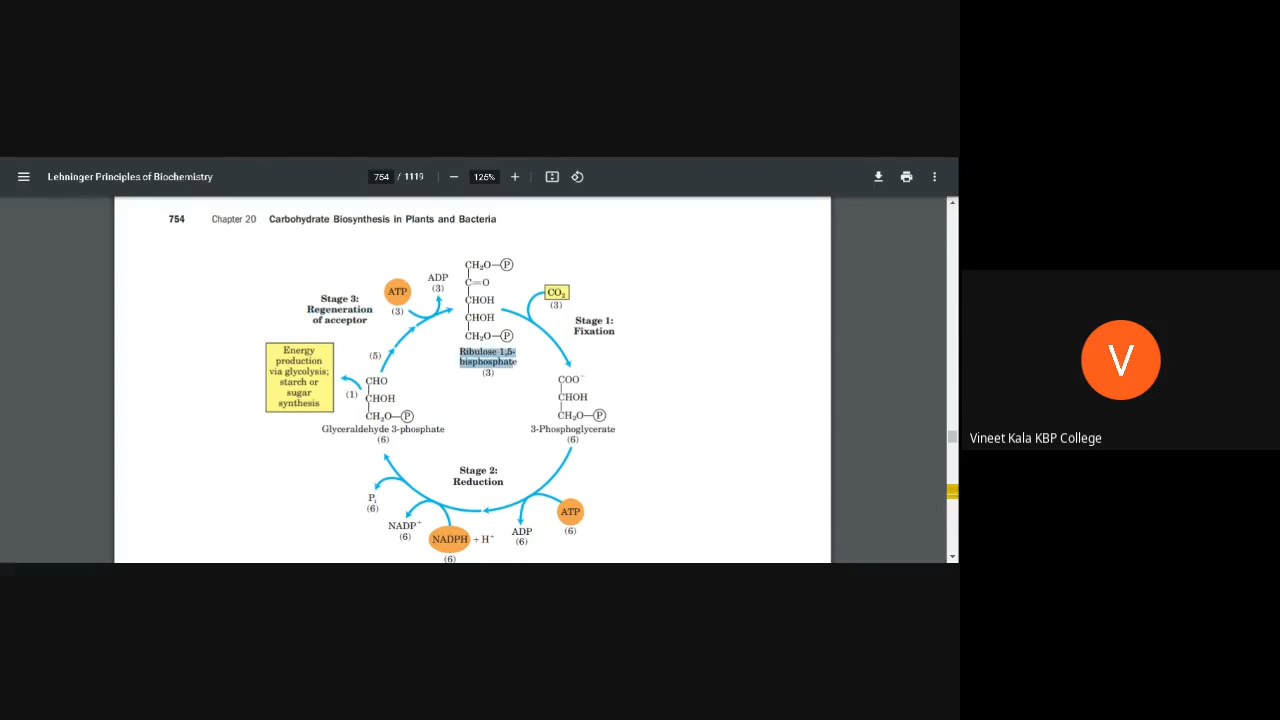 Lehninger Principles of Biochemistry
754 / 1119
125%
754 Chapter 20 Carbohydrate Biosynthesis in Plants and Bacteria
CH₂O—P
C=O
CHOH
CHOH
CH₂O—P
Ribulose 1,5-
bisphosphate
(3)
CO₂
(3)
Stage 1:
Fixation
COO⁻
CHOH
CH₂O—P
3-Phosphoglycerate
(6)
ATP
(6)
ADP
(6)
Stage 2:
Reduction
NADPH + H⁺
(6)
NADP⁺
(6)
Pᵢ
(6)
CHO
CHOH
CH₂O—P
Glyceraldehyde 3-phosphate
(6)
(1)
Energy
production
via glycolysis;
starch or
sugar
synthesis
(5)
Stage 3:
Regeneration
of acceptor
ATP
(3)
ADP
(3)
V
Vineet Kala KBP College